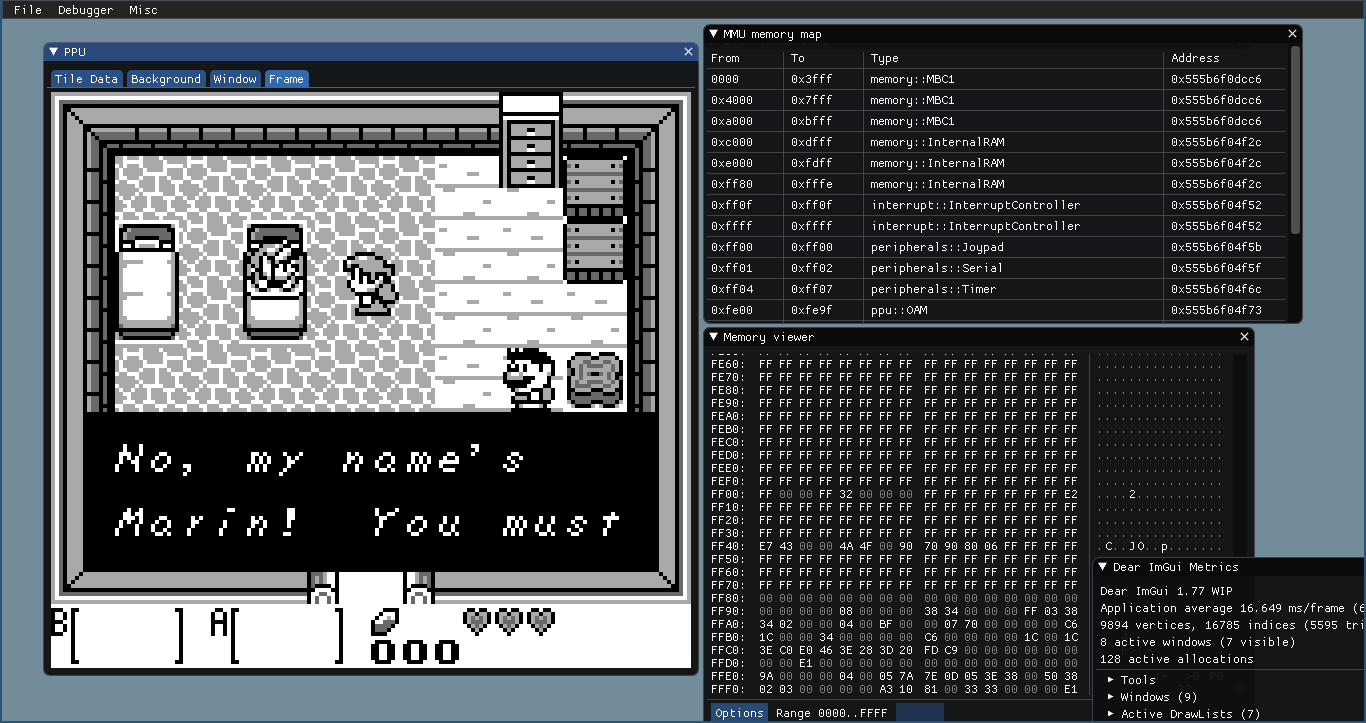 File Debugger Misc
PPU
Tile Data Background Window Frame
No, my name's
Marin! You must
B[ ] A[ ]
000
MMU memory map
From To Type Address
0000 0x3fff memory::MBC1 0x555b6f0dcc6
0x4000 0x7fff memory::MBC1 0x555b6f0dcc6
0xa000 0xbfff memory::MBC1 0x555b6f0dcc6
0xc000 0xdfff memory::InternalRAM 0x555b6f04f2c
0xe000 0xfdff memory::InternalRAM 0x555b6f04f2c
0xff80 0xfffe memory::InternalRAM 0x555b6f04f2c
0xff0f 0xff0f interrupt::InterruptController 0x555b6f04f52
0xffff 0xffff interrupt::InterruptController 0x555b6f04f52
0xff00 0xff00 peripherals::Joypad 0x555b6f04f5b
0xff01 0xff02 peripherals::Serial 0x555b6f04f5f
0xff04 0xff07 peripherals::Timer 0x555b6f04f6c
0xfe00 0xfe9f ppu::OAM 0x555b6f04f73
Memory viewer
FE60: FF FF FF FF FF FF FF FF FF FF FF FF FF FF FF FF ................
FE70: FF FF FF FF FF FF FF FF FF FF FF FF FF FF FF FF ................
FE80: FF FF FF FF FF FF FF FF FF FF FF FF FF FF FF FF ................
FE90: FF FF FF FF FF FF FF FF FF FF FF FF FF FF FF FF ................
FEA0: FF FF FF FF FF FF FF FF FF FF FF FF FF FF FF FF ................
FEB0: FF FF FF FF FF FF FF FF FF FF FF FF FF FF FF FF ................
FEC0: FF FF FF FF FF FF FF FF FF FF FF FF FF FF FF FF ................
FED0: FF FF FF FF FF FF FF FF FF FF FF FF FF FF FF FF ................
FEE0: FF FF FF FF FF FF FF FF FF FF FF FF FF FF FF FF ................
FEF0: FF FF FF FF FF FF FF FF FF FF FF FF FF FF FF FF ................
FF00: FF 00 00 FF 32 00 00 00 FF FF FF FF FF FF FF E2 ....2...........
FF10: FF FF FF FF FF FF FF FF FF FF FF FF FF FF FF FF ................
FF20: FF FF FF FF FF FF FF FF FF FF FF FF FF FF FF FF ................
FF30: FF FF FF FF FF FF FF FF FF FF FF FF FF FF FF FF ................
FF40: E7 43 00 00 4A 4F 00 90 70 90 80 06 FF FF FF FF .C..JO..p.......
FF50: FF FF FF FF FF FF FF FF FF FF FF FF FF FF FF FF
FF60: FF FF FF FF FF FF FF FF FF FF FF FF FF FF FF FF
FF70: FF FF FF FF FF FF FF FF FF FF FF FF FF FF FF FF
FF80: 00 00 00 00 00 00 00 00 00 00 00 00 00 00 00 00
FF90: 00 00 00 00 08 00 00 00 38 34 00 00 00 FF 03 38
FFA0: 34 02 00 00 04 00 BF 00 00 07 70 00 00 00 00 C6
FFB0: 1C 00 00 34 00 00 00 00 C6 00 00 00 00 1C 00 1C
FFC0: 3E C0 E0 46 3E 28 3D 20 FD C9 00 00 00 00 00 00
FFD0: 00 00 E1 00 00 00 00 00 00 00 00 00 00 00 00 00
FFE0: 9A 00 00 00 04 00 05 7A 7E 0D 05 3E 38 00 50 38
FFF0: 02 03 00 00 00 00 A3 10 81 00 33 33 00 00 00 E1
Options Range 0000..FFFF
Dear ImGui Metrics
Dear ImGui 1.77 WIP
Application average 16.649 ms/frame (6
9894 vertices, 16785 indices (5595 tri
8 active windows (7 visible)
128 active allocations
Tools
Windows (9)
Active DrawLists (7)